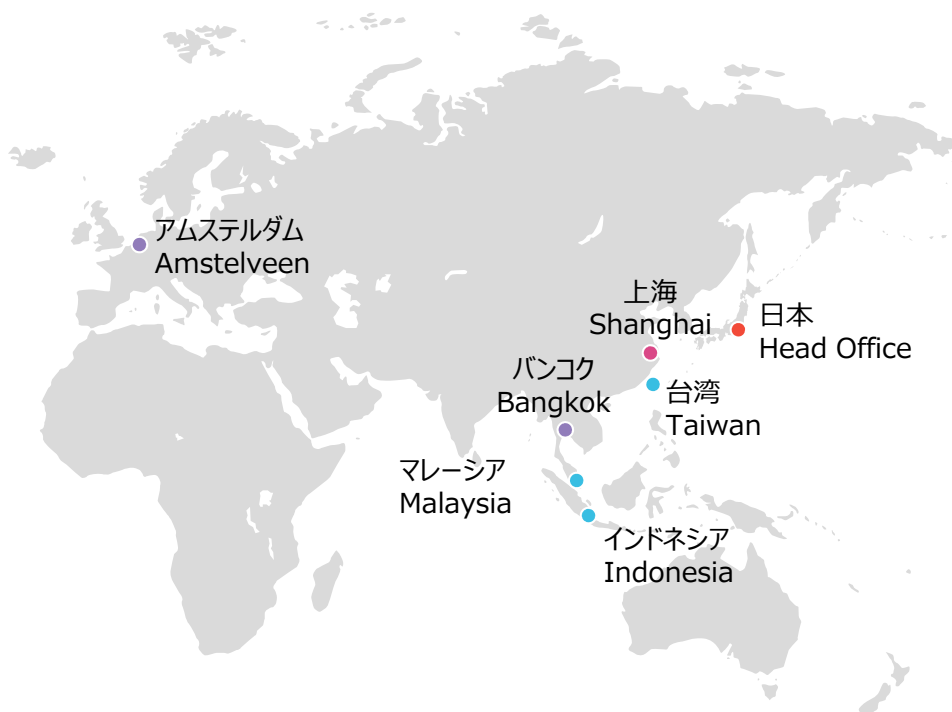 アムステルダム
Amstelveen
上海
Shanghai
日本
Head Office
バンコク
Bangkok
台湾
Taiwan
マレーシア
Malaysia
インドネシア
Indonesia